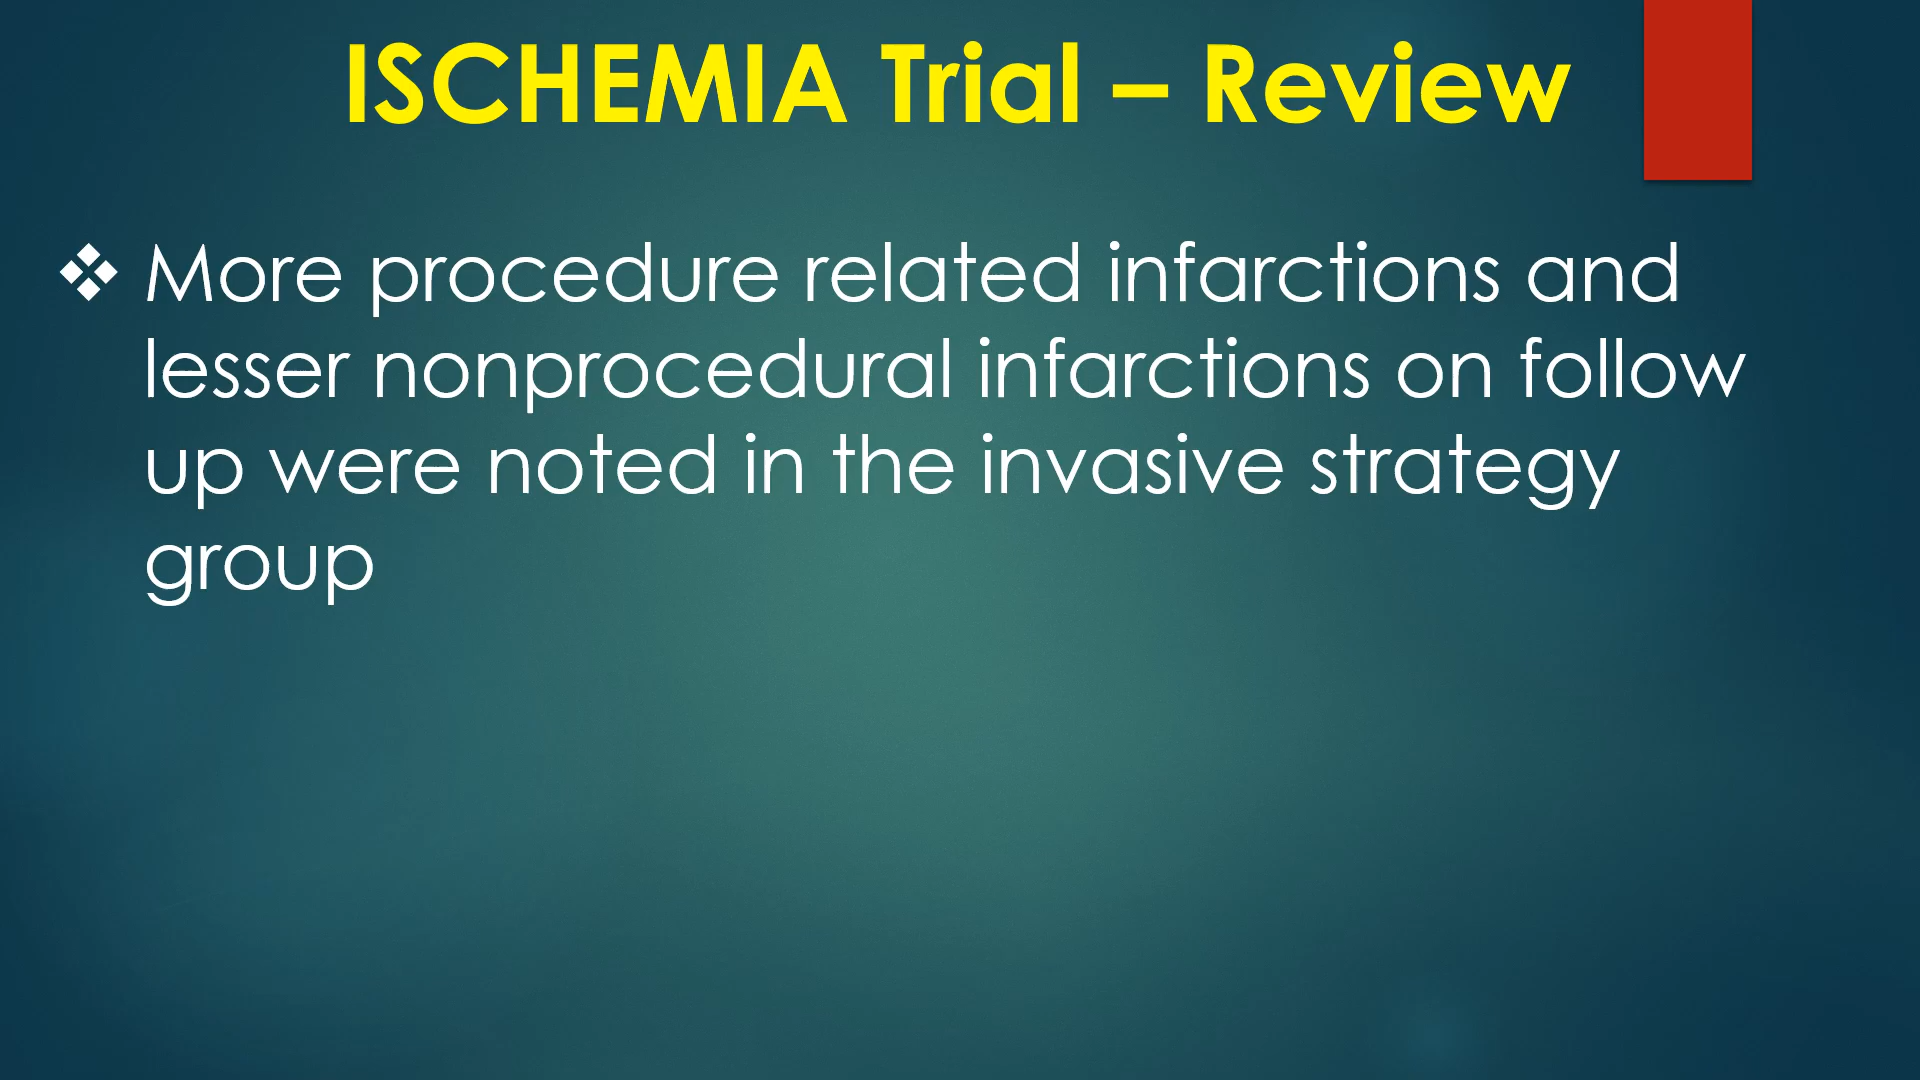 ISCHEMIA Trial – Review
❖ More procedure related infarctions and
lesser nonprocedural infarctions on follow
up were noted in the invasive strategy
group